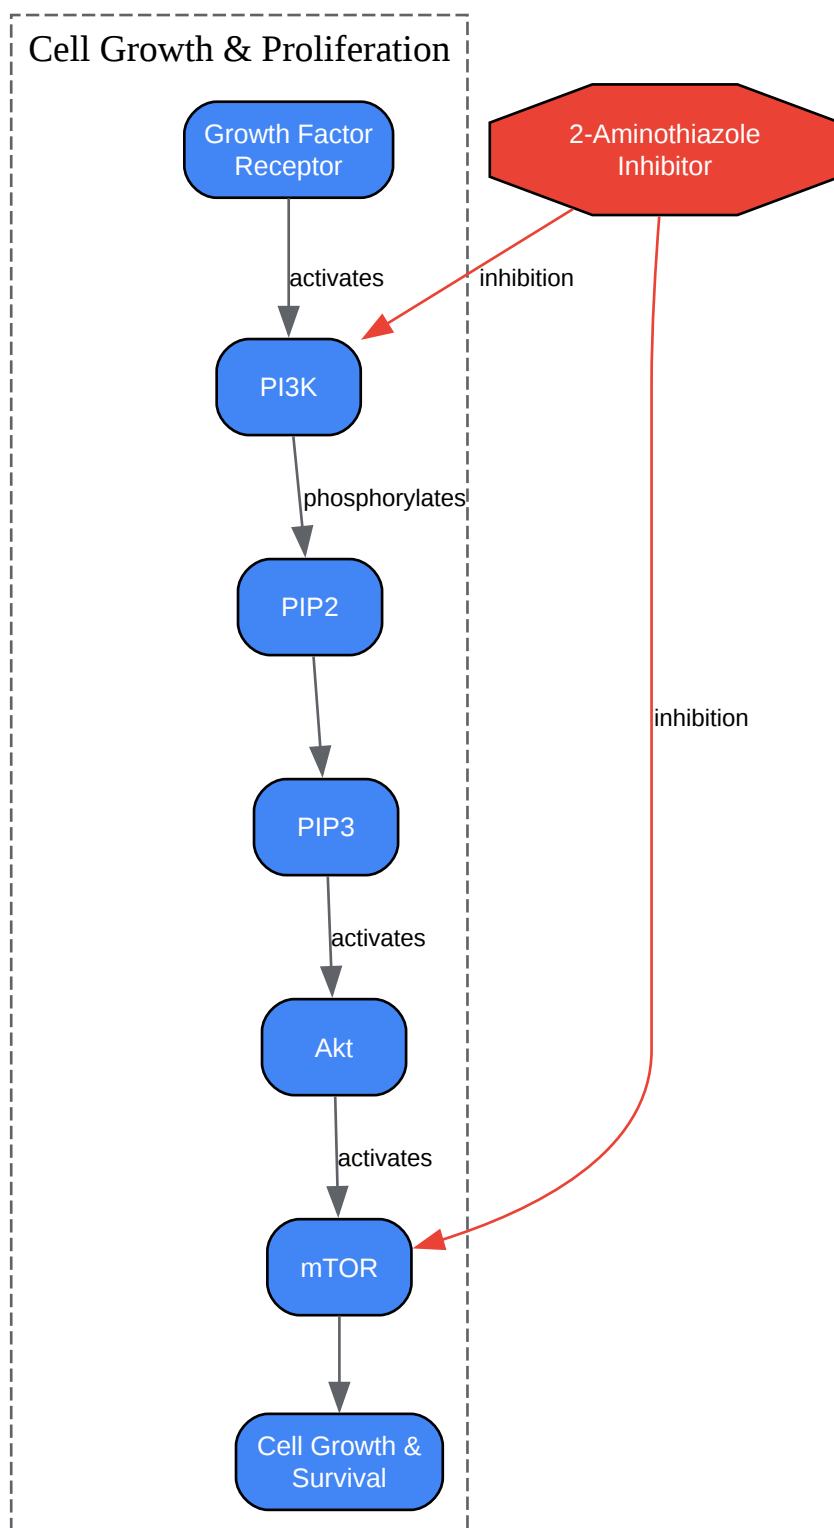 Cell Growth & Proliferation
Growth Factor
Receptor
2-Aminothiazole
Inhibitor
activates
inhibition
PI3K
phosphorylates
PIP2
inhibition
PIP3
activates
Akt
activates
mTOR
Cell Growth &
Survival